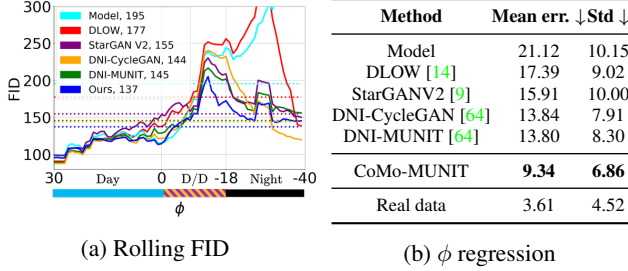 300
250
200
150
100
FID
Model, 195
DLOW, 177
StarGAN V2, 155
DNI-CycleGAN, 144
DNI-MUNIT, 145
Ours, 137
30 Day 0 D/D -18 Night -40
ϕ
(a) Rolling FID
Method Mean err. ↓ Std ↓
Model 21.12 10.15
DLOW [14] 17.39 9.02
StarGANV2 [9] 15.91 10.00
DNI-CycleGAN [64] 13.84 7.91
DNI-MUNIT [64] 13.80 8.30
CoMo-MUNIT 9.34 6.86
Real data 3.61 4.52
(b) ϕ regression